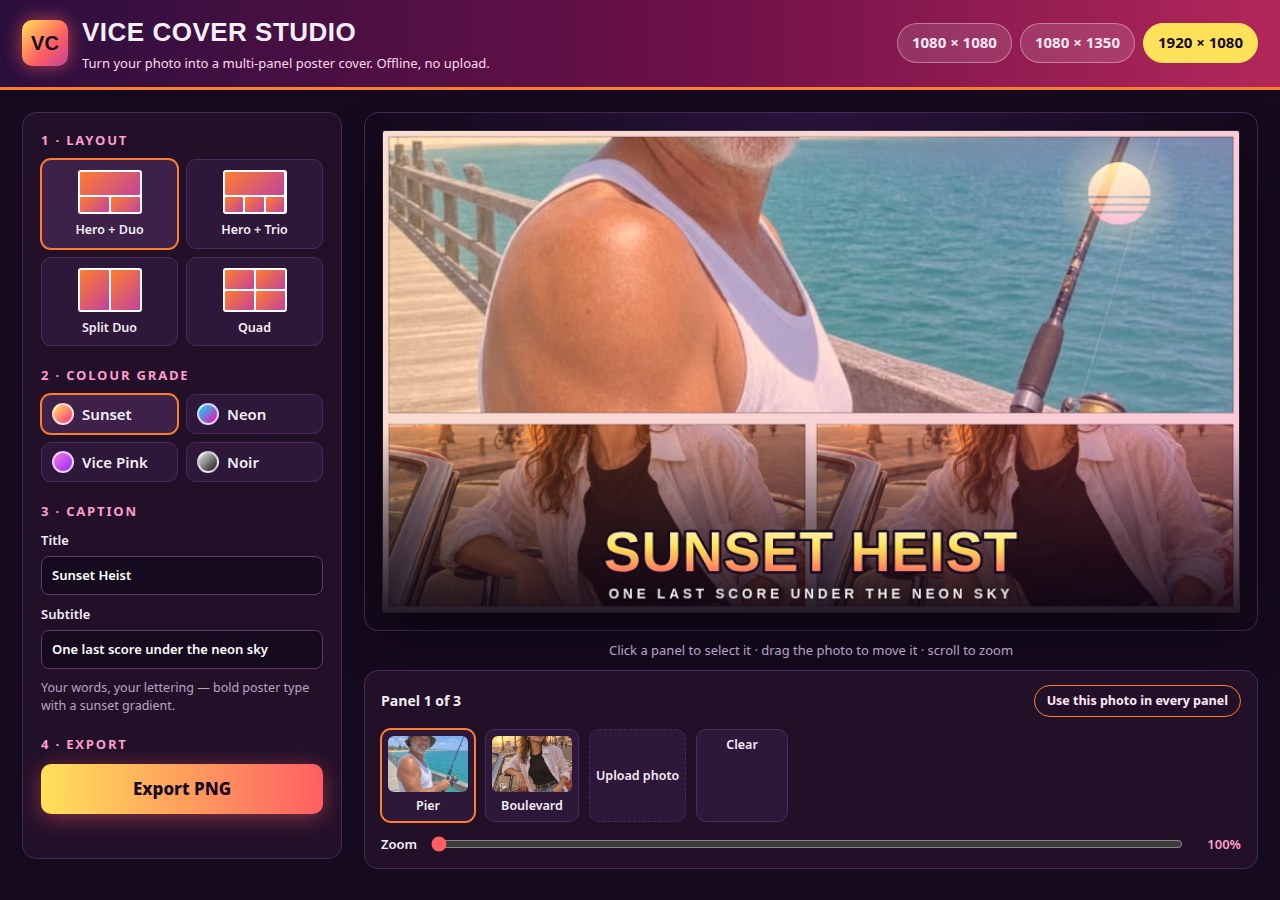 VC
VICE COVER STUDIO
Turn your photo into a multi-panel poster cover. Offline, no upload.
1080 × 1080
1080 × 1350
1920 × 1080
1 · LAYOUT
Hero + Duo
Hero + Trio
Split Duo
Quad
2 · COLOUR GRADE
Sunset
Neon
Vice Pink
Noir
3 · CAPTION
Title
Sunset Heist
Subtitle
One last score under the neon sky
Your words, your lettering — bold poster type
with a sunset gradient.
4 · EXPORT
Export PNG
SUNSET HEIST
ONE LAST SCORE UNDER THE NEON SKY
Click a panel to select it · drag the photo to move it · scroll to zoom
Panel 1 of 3
Use this photo in every panel
Pier
Boulevard
Upload photo
Clear
Zoom
100%